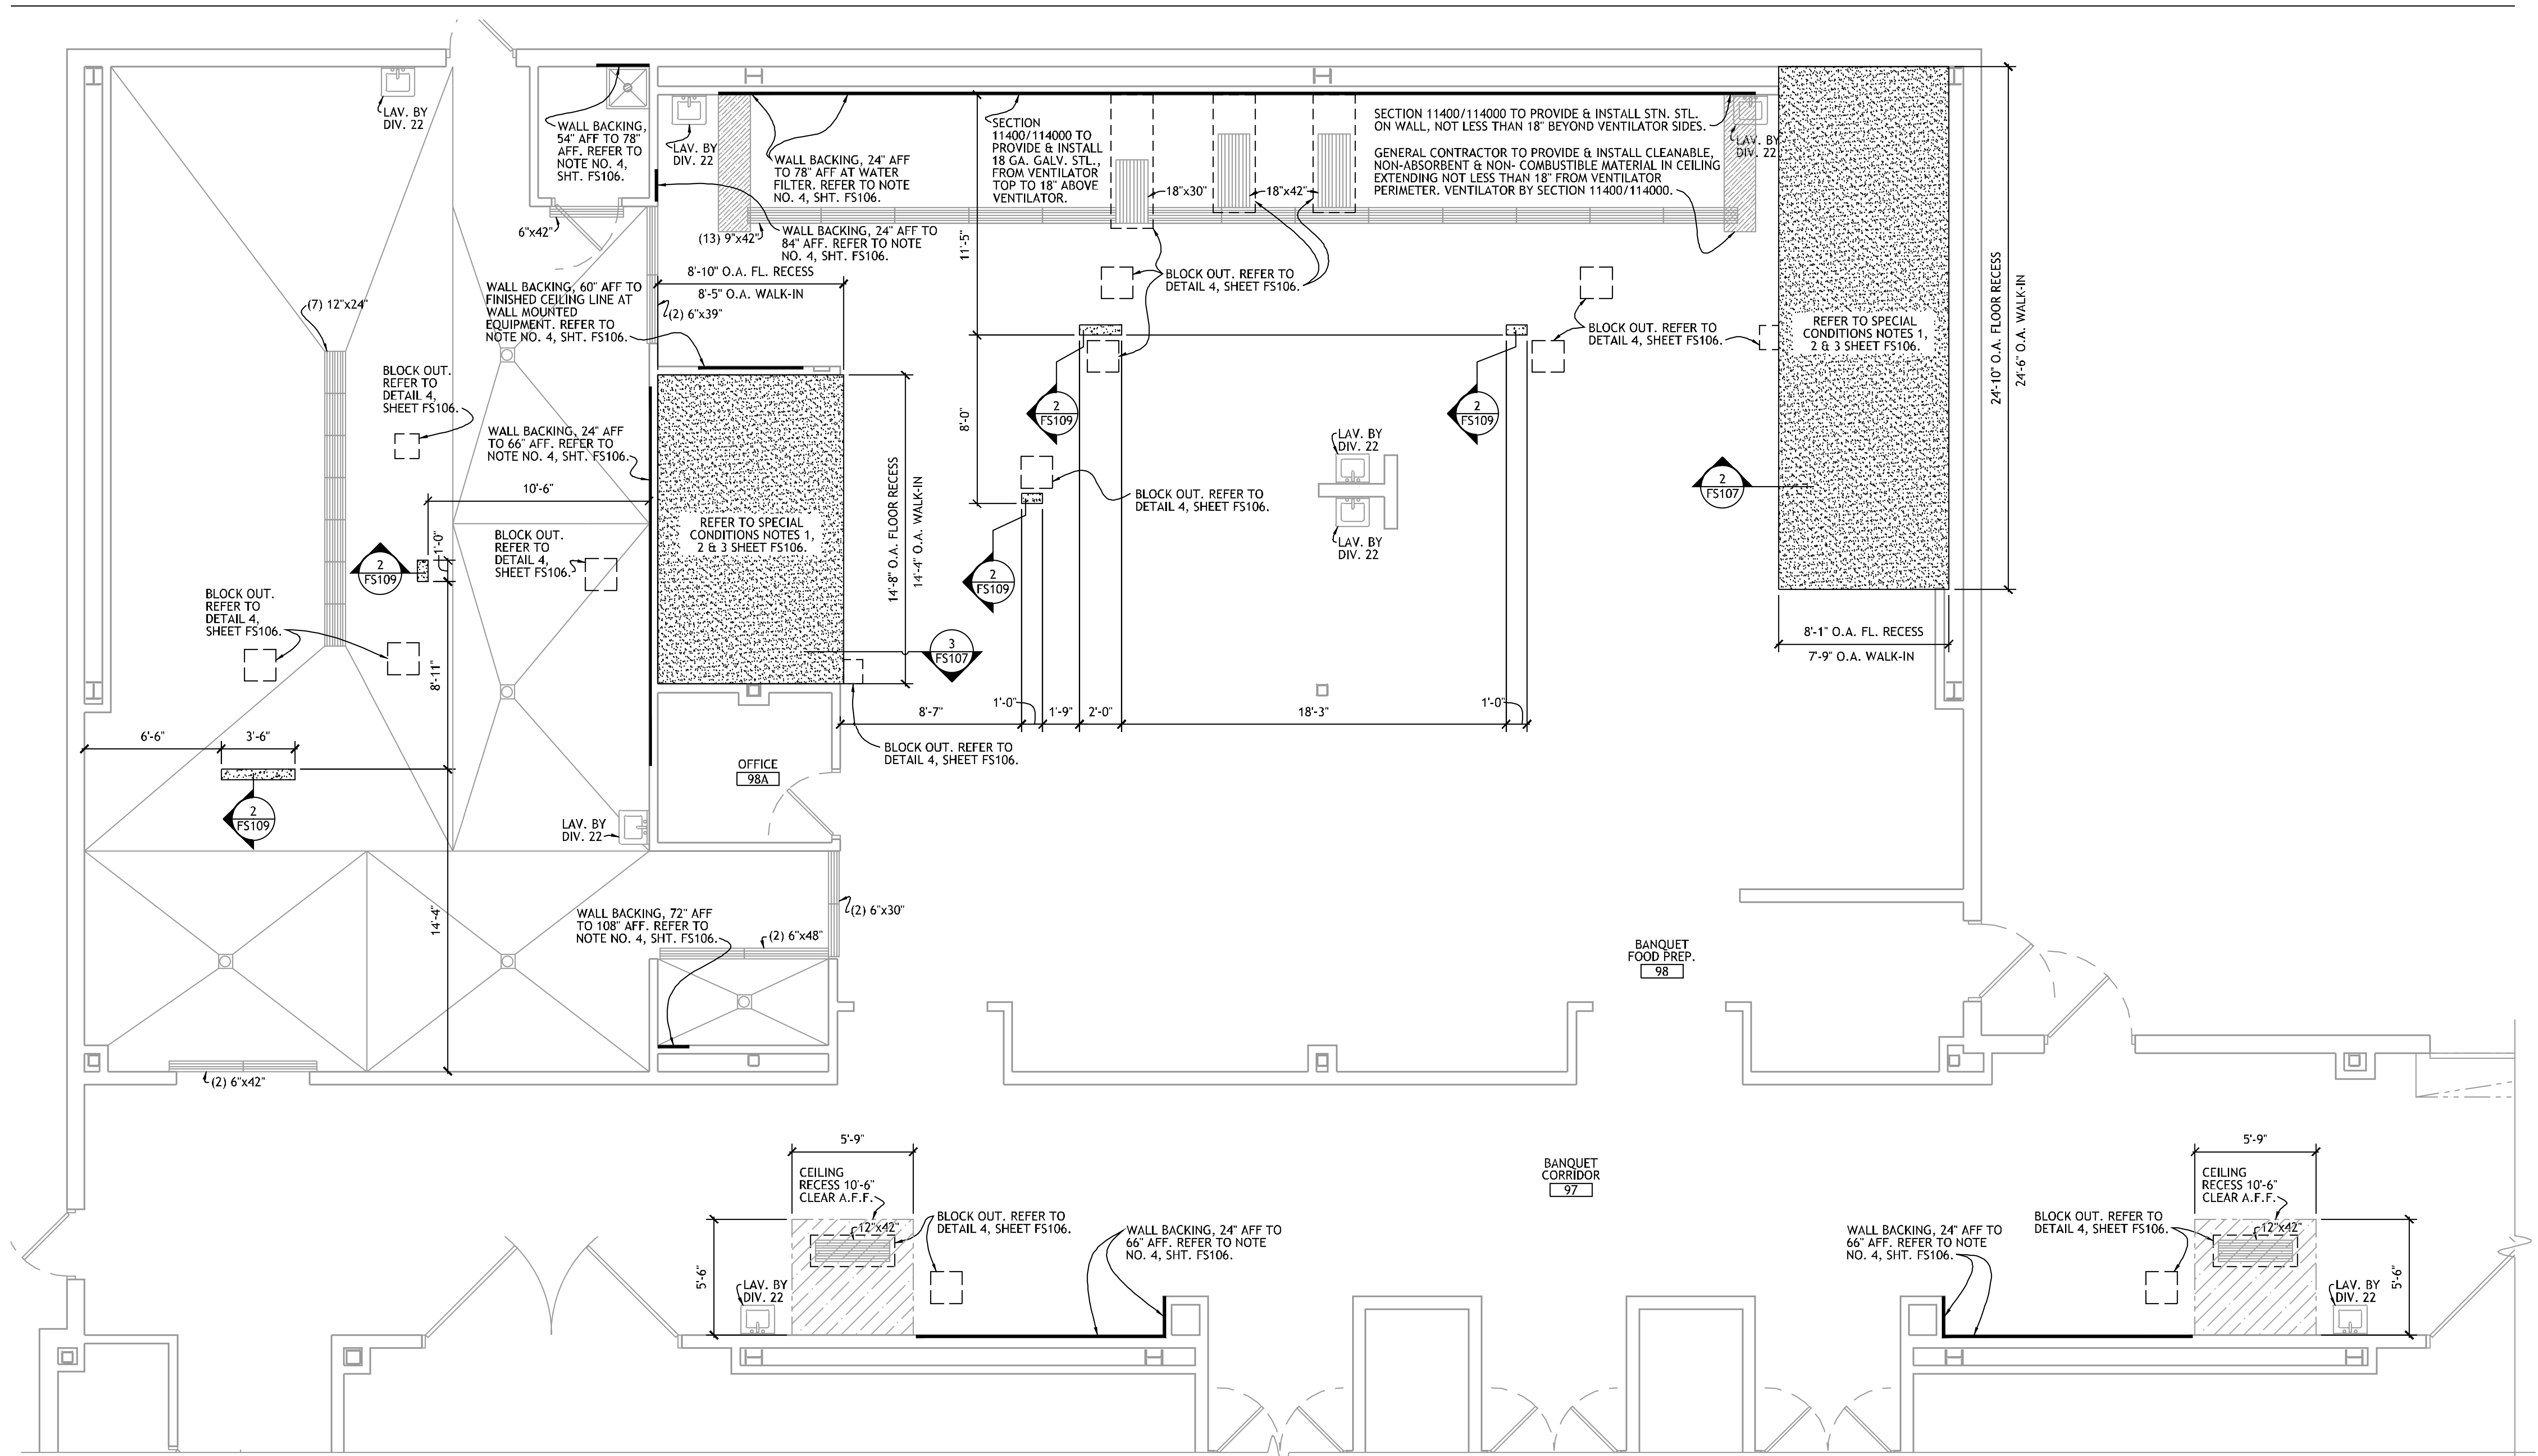 LAV. BY
DIV. 22
WALL BACKING,
54" AFF TO 78"
AFF. REFER TO
NOTE NO. 4,
SHT. FS106.
LAV. BY
DIV. 22
WALL BACKING, 24" AFF
TO 78" AFF AT WATER
FILTER. REFER TO NOTE
NO. 4, SHT. FS106.
SECTION
11400/114000 TO
PROVIDE & INSTALL
18 GA. GALV. STL.,
FROM VENTILATOR
TOP TO 18" ABOVE
VENTILATOR.
18"x30"
18"x42"
SECTION 11400/114000 TO PROVIDE & INSTALL STN. STL.
ON WALL, NOT LESS THAN 18" BEYOND VENTILATOR SIDES.
GENERAL CONTRACTOR TO PROVIDE & INSTALL CLEANABLE,
NON-ABSORBENT & NON- COMBUSTIBLE MATERIAL IN CEILING
EXTENDING NOT LESS THAN 18" FROM VENTILATOR
PERIMETER. VENTILATOR BY SECTION 11400/114000.
LAV. BY
DIV. 22
6"x42"
(13) 9"x42"
WALL BACKING, 24" AFF TO
84" AFF. REFER TO NOTE
NO. 4, SHT. FS106.
11'-5"
8'-10" O.A. FL. RECESS
8'-5" O.A. WALK-IN
WALL BACKING, 60" AFF TO
FINISHED CEILING LINE AT
WALL MOUNTED
EQUIPMENT. REFER TO
NOTE NO. 4, SHT. FS106.
(2) 6"x39"
(7) 12"x24"
BLOCK OUT. REFER TO
DETAIL 4, SHEET FS106.
BLOCK OUT. REFER TO
DETAIL 4, SHEET FS106.
REFER TO SPECIAL
CONDITIONS NOTES 1,
2 & 3 SHEET FS106.
24'-10" O.A. FLOOR RECESS
24'-6" O.A. WALK-IN
BLOCK OUT.
REFER TO
DETAIL 4,
SHEET FS106.
WALL BACKING, 24" AFF
TO 66" AFF. REFER TO
NOTE NO. 4, SHT. FS106.
8'-0"
2
FS109
2
FS109
LAV. BY
DIV. 22
LAV. BY
DIV. 22
2
FS107
10'-6"
BLOCK OUT. REFER TO
DETAIL 4, SHEET FS106.
REFER TO SPECIAL
CONDITIONS NOTES 1,
2 & 3 SHEET FS106.
14'-8" O.A. FLOOR RECESS
14'-4" O.A. WALK-IN
BLOCK OUT.
REFER TO
DETAIL 4,
SHEET FS106.
1'-0"
2
FS109
2
FS109
BLOCK OUT.
REFER TO
DETAIL 4,
SHEET FS106.
8'-11"
3
FS107
8'-1" O.A. FL. RECESS
7'-9" O.A. WALK-IN
8'-7"
1'-0"
1'-9"
2'-0"
18'-3"
1'-0"
6'-6"
3'-6"
BLOCK OUT. REFER TO
DETAIL 4, SHEET FS106.
OFFICE
98A
2
FS109
LAV. BY
DIV. 22
14'-4"
WALL BACKING, 72" AFF
TO 108" AFF. REFER TO
NOTE NO. 4, SHT. FS106.
(2) 6"x30"
(2) 6"x48"
BANQUET
FOOD PREP.
98
(2) 6"x42"
5'-9"
CEILING
RECESS 10'-6"
CLEAR A.F.F.
12"x42"
BLOCK OUT. REFER TO
DETAIL 4, SHEET FS106.
5'-6"
LAV. BY
DIV. 22
WALL BACKING, 24" AFF TO
66" AFF. REFER TO NOTE
NO. 4, SHT. FS106.
BANQUET
CORRIDOR
97
WALL BACKING, 24" AFF TO
66" AFF. REFER TO NOTE
NO. 4, SHT. FS106.
BLOCK OUT. REFER TO
DETAIL 4, SHEET FS106.
5'-9"
CEILING
RECESS 10'-6"
CLEAR A.F.F.
12"x42"
LAV. BY
DIV. 22
5'-6"